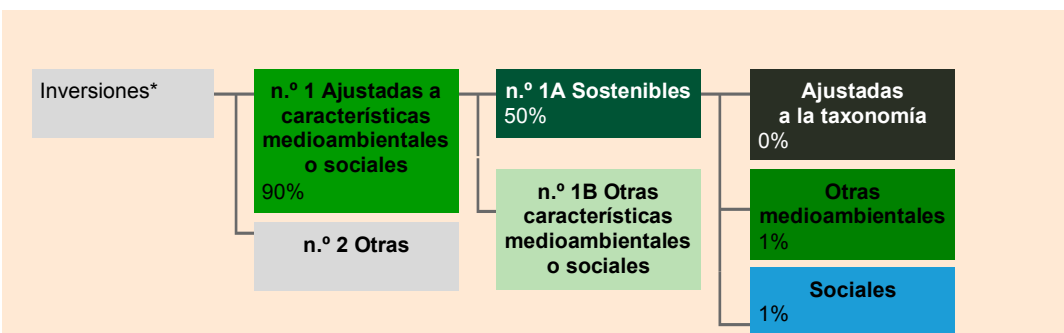 Inversiones*
n.º 1 Ajustadas a
características
medioambientales
o sociales
90%
n.º 2 Otras
n.º 1A Sostenibles
50%
n.º 1B Otras
características
medioambientales
o sociales
Ajustadas
a la taxonomía
0%
Otras
medioambientales
1%
Sociales
1%